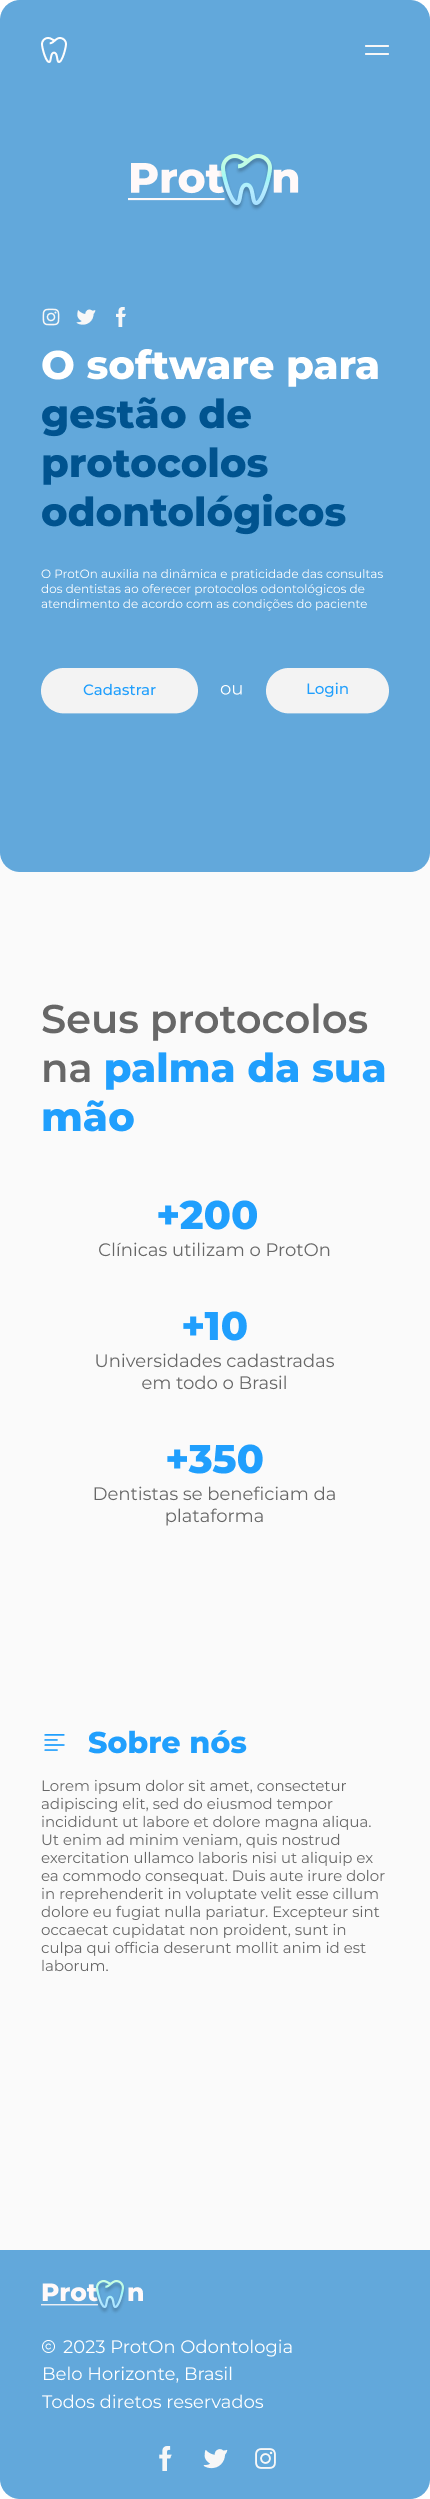 ProtOn
O software para
gestão de
protocolos
odontológicos
O ProtOn auxilia na dinâmica e praticidade das consultas
dos dentistas ao oferecer protocolos odontológicos de
atendimento de acordo com as condições do paciente
Cadastrar ou Login
Seus protocolos
na palma da sua
mão
+200
Clínicas utilizam o ProtOn
+10
Universidades cadastradas
em todo o Brasil
+350
Dentistas se beneficiam da
plataforma
Sobre nós
Lorem ipsum dolor sit amet, consectetur
adipiscing elit, sed do eiusmod tempor
incididunt ut labore et dolore magna aliqua.
Ut enim ad minim veniam, quis nostrud
exercitation ullamco laboris nisi ut aliquip ex
ea commodo consequat. Duis aute irure dolor
in reprehenderit in voluptate velit esse cillum
dolore eu fugiat nulla pariatur. Excepteur sint
occaecat cupidatat non proident, sunt in
culpa qui officia deserunt mollit anim id est
laborum.
ProtOn
© 2023 ProtOn Odontologia
Belo Horizonte, Brasil
Todos diretos reservados